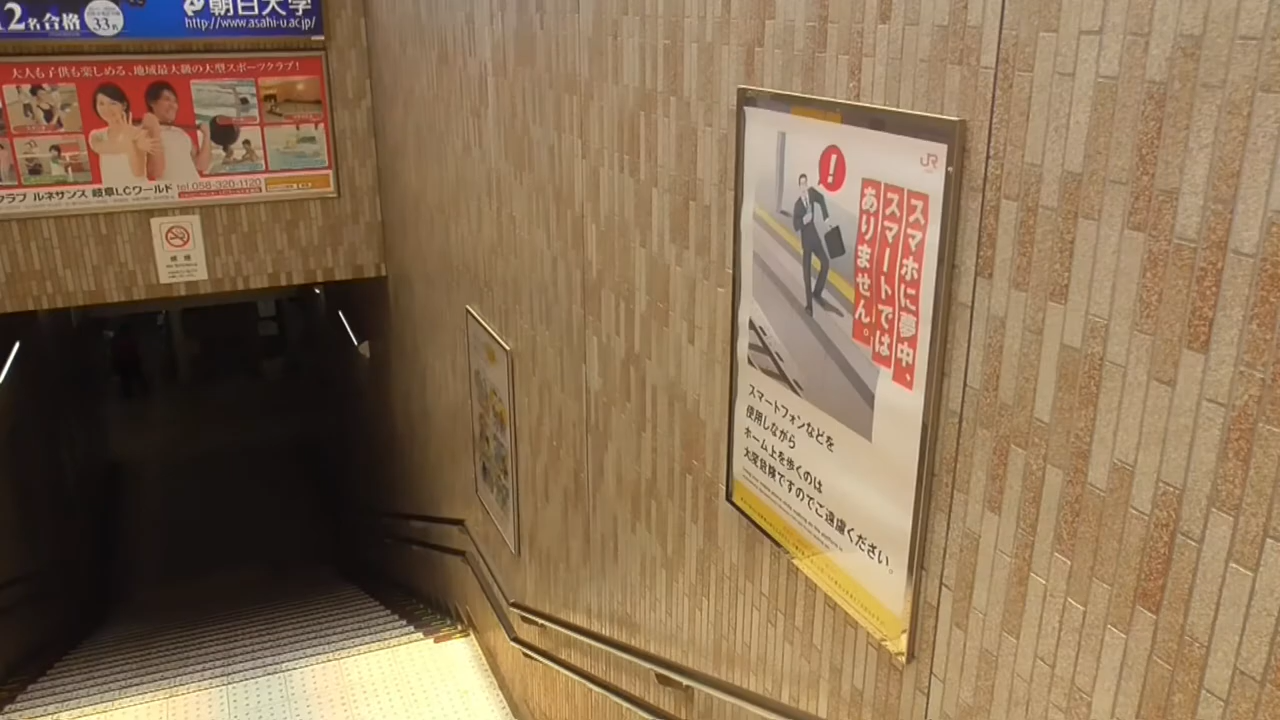 12名合格
33名
朝日大学
http://www.asahi-u.ac.jp/
大人も子供も楽しめる、地域最大級の大型スポーツクラブ!
クラブ ルネサンス 岐阜LCワールド
tel.058-320-1120
禁煙
!
JR
スマホに夢中、
スマートでは
ありません。
スマートフォンなどを
使用しながら
ホーム上を歩くのは
大変危険ですのでご遠慮ください。